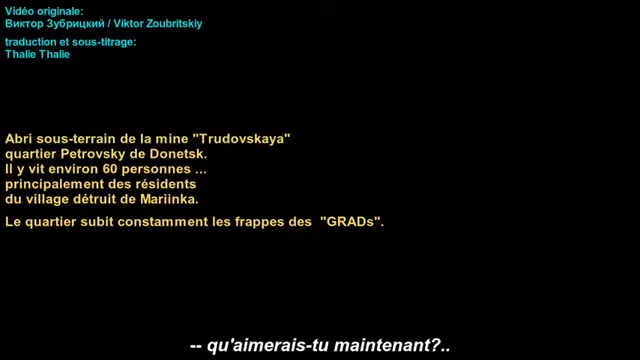 Vidéo originale:
Виктор Зубрицкий / Viktor Zoubritskiy
traduction et sous-titrage:
Thalie Thalie
Abri sous-terrain de la mine "Trudovskaya"
quartier Petrovsky de Donetsk.
Il y vit environ 60 personnes ...
principalement des résidents
du village détruit de Mariinka.
Le quartier subit constamment les frappes des "GRADs".
-- qu'aimerais-tu maintenant?..